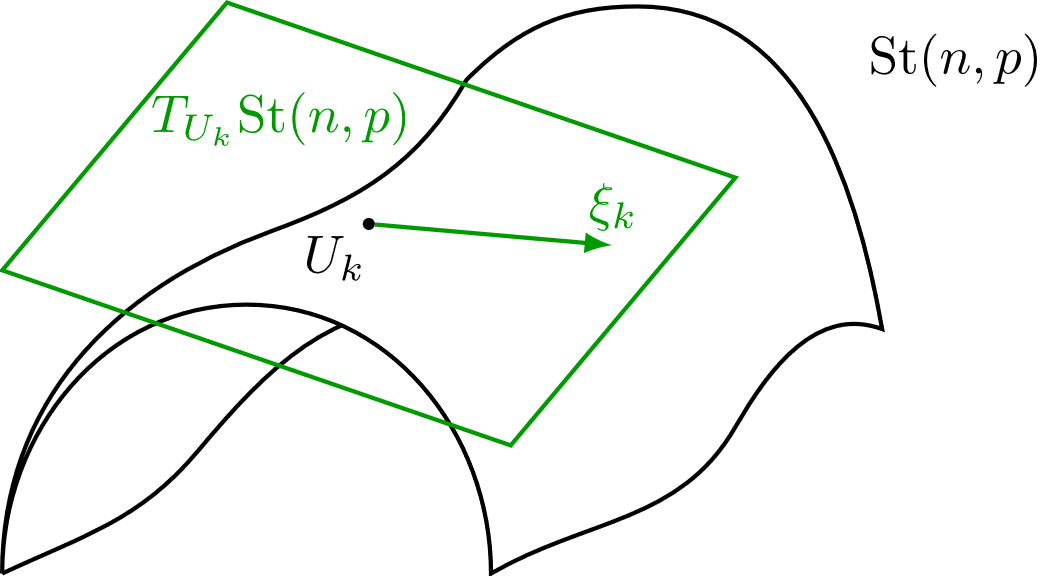 St(n, p)
T_{U_k}St(n, p)
ξ_k
U_k